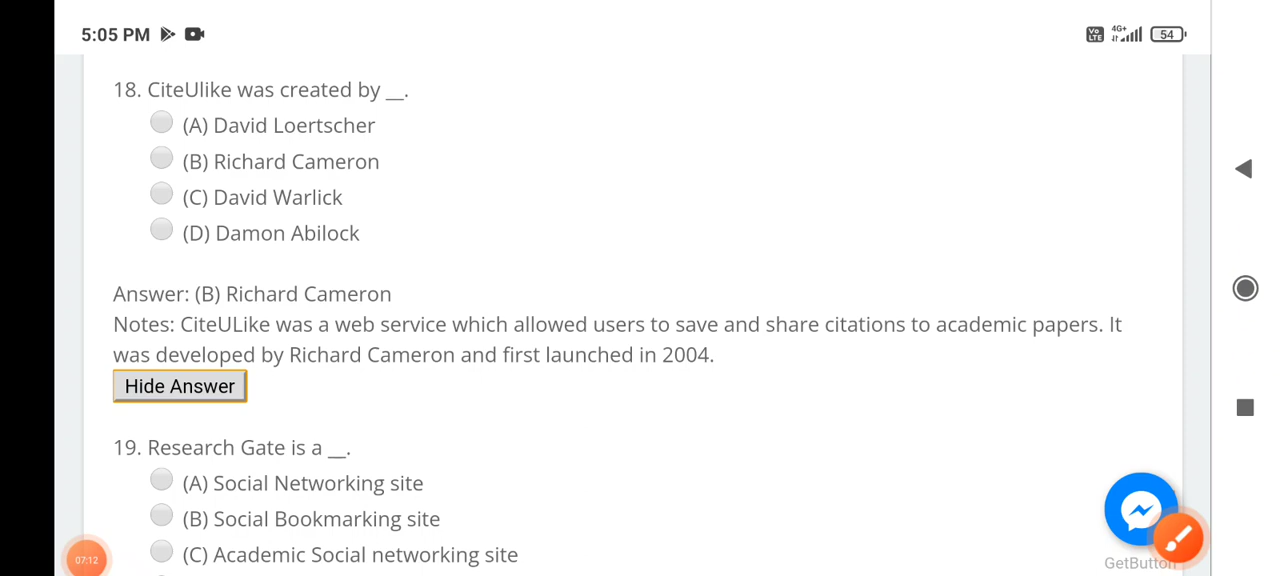 5:05 PM
Vo LTE 4G+ 54
18. CiteUlike was created by __.
(A) David Loertscher
(B) Richard Cameron
(C) David Warlick
(D) Damon Abilock
Answer: (B) Richard Cameron
Notes: CiteULike was a web service which allowed users to save and share citations to academic papers. It
was developed by Richard Cameron and first launched in 2004.
Hide Answer
19. Research Gate is a __.
(A) Social Networking site
(B) Social Bookmarking site
(C) Academic Social networking site
07:12
GetButton